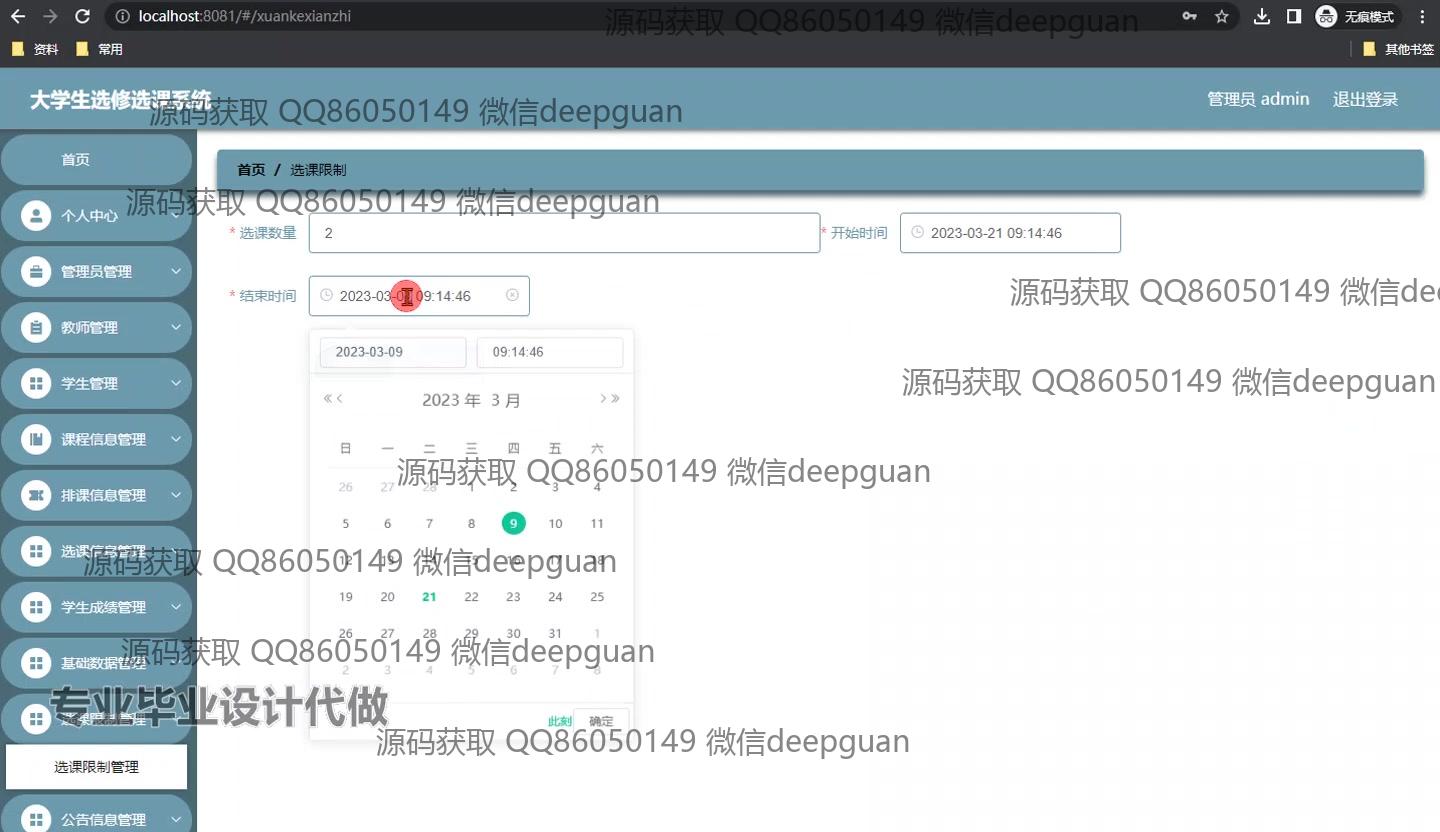 localhost:8081/#/xuankexianzhi
无痕模式
源码获取 QQ86050149 微信deepguan
资料
常用
其他书签
大学生选修选课系统
管理员 admin
退出登录
源码获取 QQ86050149 微信deepguan
首页
首页 / 选课限制
个人中心
源码获取 QQ86050149 微信deepguan
* 选课数量
2
* 开始时间
2023-03-21 09:14:46
管理员管理
* 结束时间
2023-03-09 09:14:46
源码获取 QQ86050149 微信dee
教师管理
2023-03-09
09:14:46
学生管理
源码获取 QQ86050149 微信deepguan
2023 年 3 月
课程信息管理
日 一 二 三 四 五 六
源码获取 QQ86050149 微信deepguan
26 27 28 1 2 3 4
排课信息管理
5 6 7 8 9 10 11
选课信息管理
源码获取 QQ86050149 微信deepguan
12 13 14 15 16 17 18
19 20 21 22 23 24 25
学生成绩管理
26 27 28 29 30 31 1
源码获取 QQ86050149 微信deepguan
基础数据管理
2 3 4 5 6 7 8
专业毕业设计代做
选课限制管理
此刻
确定
源码获取 QQ86050149 微信deepguan
选课限制管理
公告信息管理